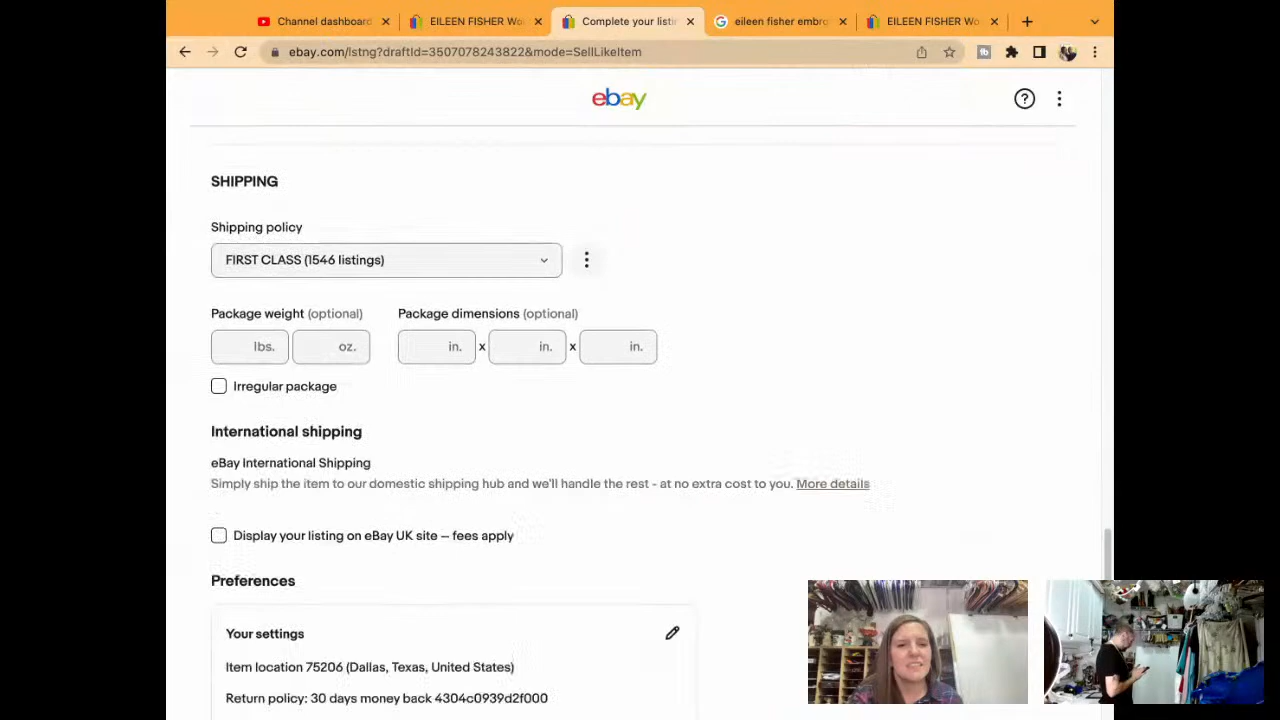 Channel dashboard
EILEEN FISHER Wo
Complete your listin
eileen fisher embro
EILEEN FISHER Wo
ebay.com/lstng?draftId=3507078243822&mode=SellLikeItem
ebay
SHIPPING
Shipping policy
FIRST CLASS (1546 listings)
Package weight (optional)
Package dimensions (optional)
lbs. oz. in. x in. x in.
Irregular package
International shipping
eBay International Shipping
Simply ship the item to our domestic shipping hub and we'll handle the rest - at no extra cost to you. More details
Display your listing on eBay UK site – fees apply
Preferences
Your settings
Item location 75206 (Dallas, Texas, United States)
Return policy: 30 days money back 4304c0939d2f000